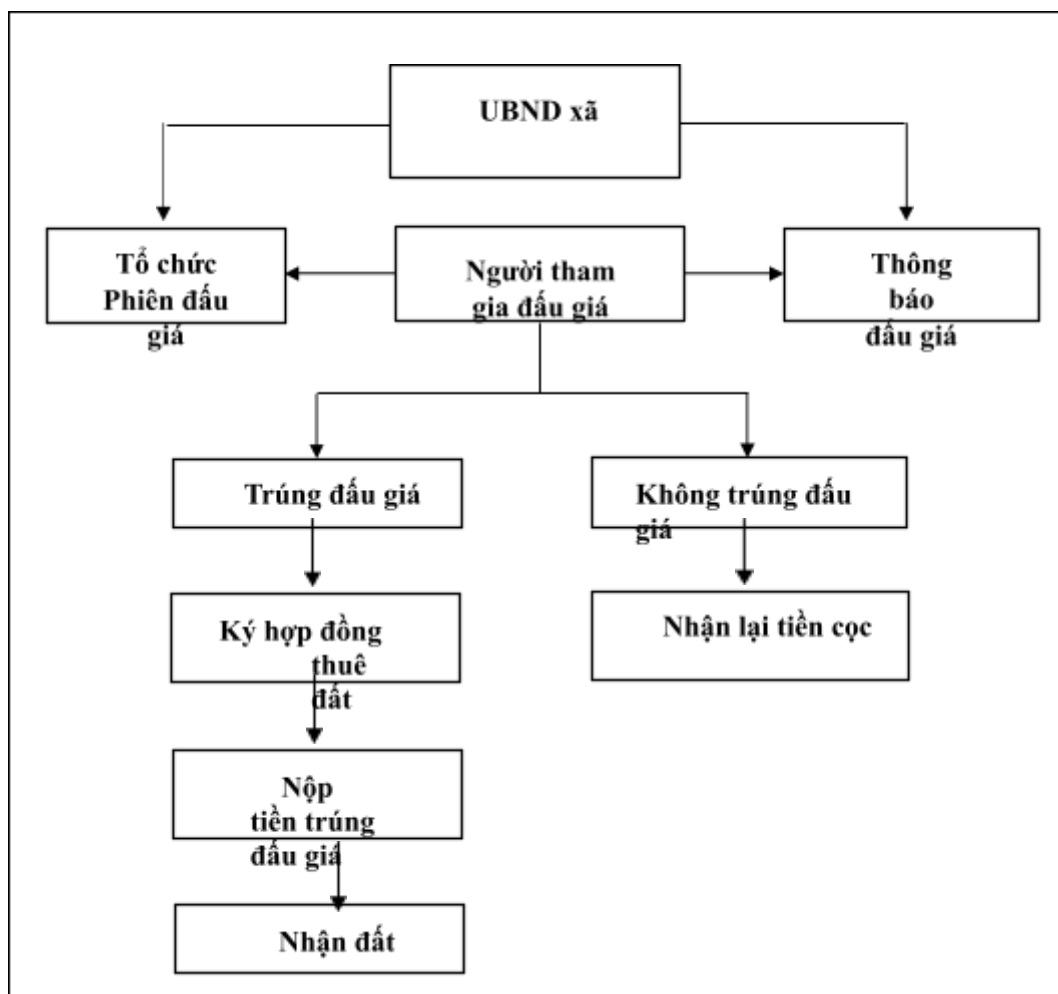 UBND xã
Tổ chức
Phiên đấu
giá
Người tham
gia đấu giá
Thông
báo
đấu giá
Trúng đấu giá
Không trúng đấu
giá
Ký hợp đồng
thuê
đất
Nhận lại tiền cọc
Nộp
tiền trúng
đấu giá
Nhận đất